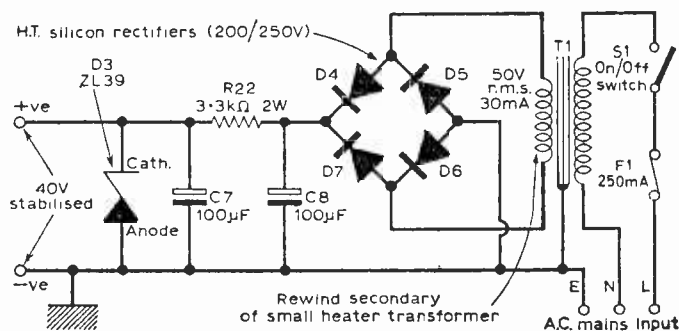 H.T. silicon rectifiers (200/250V)
D3
ZL39
R22
3·3kΩ 2W
D4
D5
50V
r.m.s.
30mA
T1
S1
On/Off
switch
+ve
Cath.
D7
D6
F1
250mA
40V
stabilised
C7
100μF
C8
100μF
Anode
−ve
Rewind secondary
of small heater transformer
E
N
L
A.C. mains Input